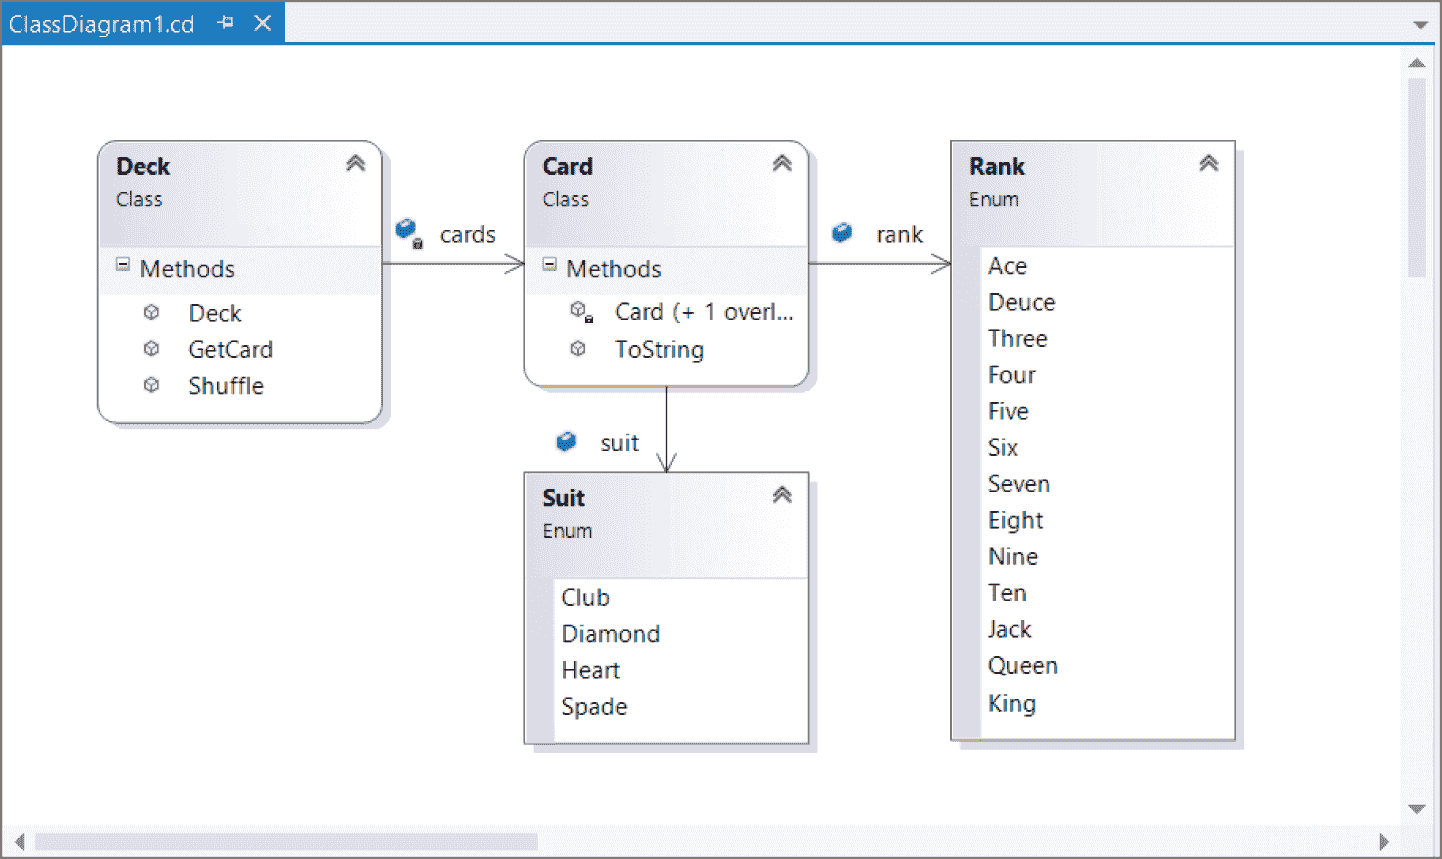 ClassDiagram1.cd
Deck
Class
Methods
Deck
GetCard
Shuffle
cards
Card
Class
Methods
Card (+ 1 overl...
ToString
rank
suit
Suit
Enum
Club
Diamond
Heart
Spade
Rank
Enum
Ace
Deuce
Three
Four
Five
Six
Seven
Eight
Nine
Ten
Jack
Queen
King